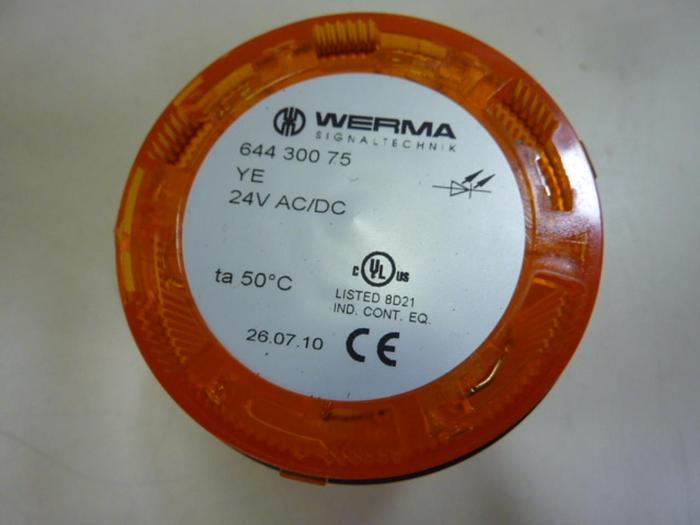 WERMA
SIGNALTECHNIK
644 300 75
YE
24V AC/DC
ta 50°C
C UL US
LISTED 8D21
IND. CONT. EQ.
26.07.10 CE